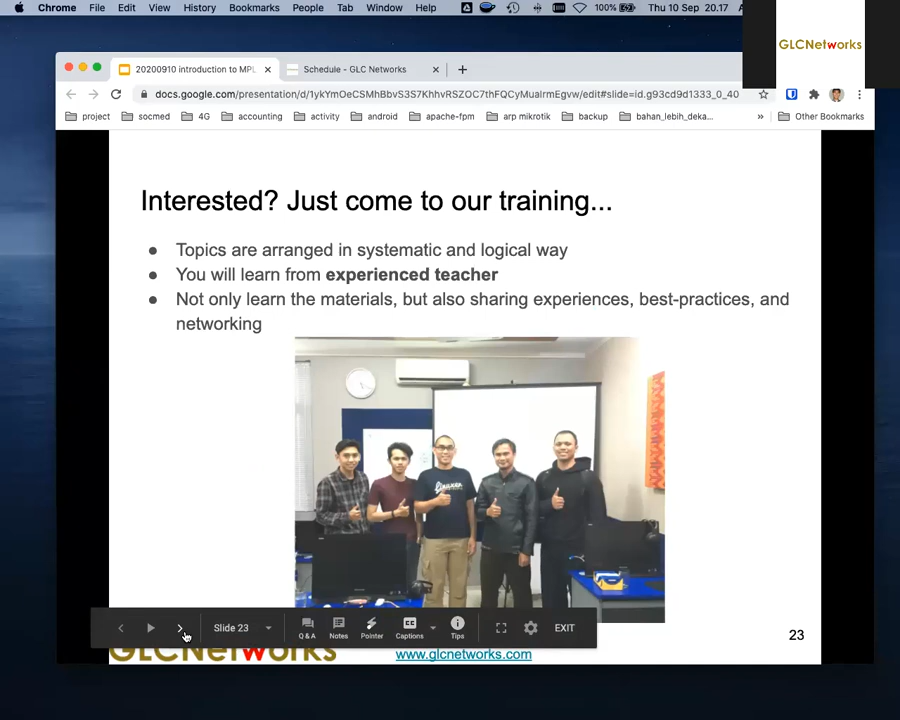 Chrome File Edit View History Bookmarks People Tab Window Help 100% Thu 10 Sep 20.17
GLCNetworks
20200910 introduction to MPL
Schedule - GLC Networks
docs.google.com/presentation/d/1ykYmOeCSMhBbvS3S7KhhvRSZOC7thFQCyMualrmEgvw/edit#slide=id.g93cd9d1333_0_40
project socmed 4G accounting activity android apache-fpm arp mikrotik backup bahan_lebih_deka... » Other Bookmarks
Interested? Just come to our training...
● Topics are arranged in systematic and logical way
● You will learn from experienced teacher
● Not only learn the materials, but also sharing experiences, best-practices, and
networking
Slide 23 Q & A Notes Pointer Captions Tips EXIT
23
GLCNetworks
www.glcnetworks.com